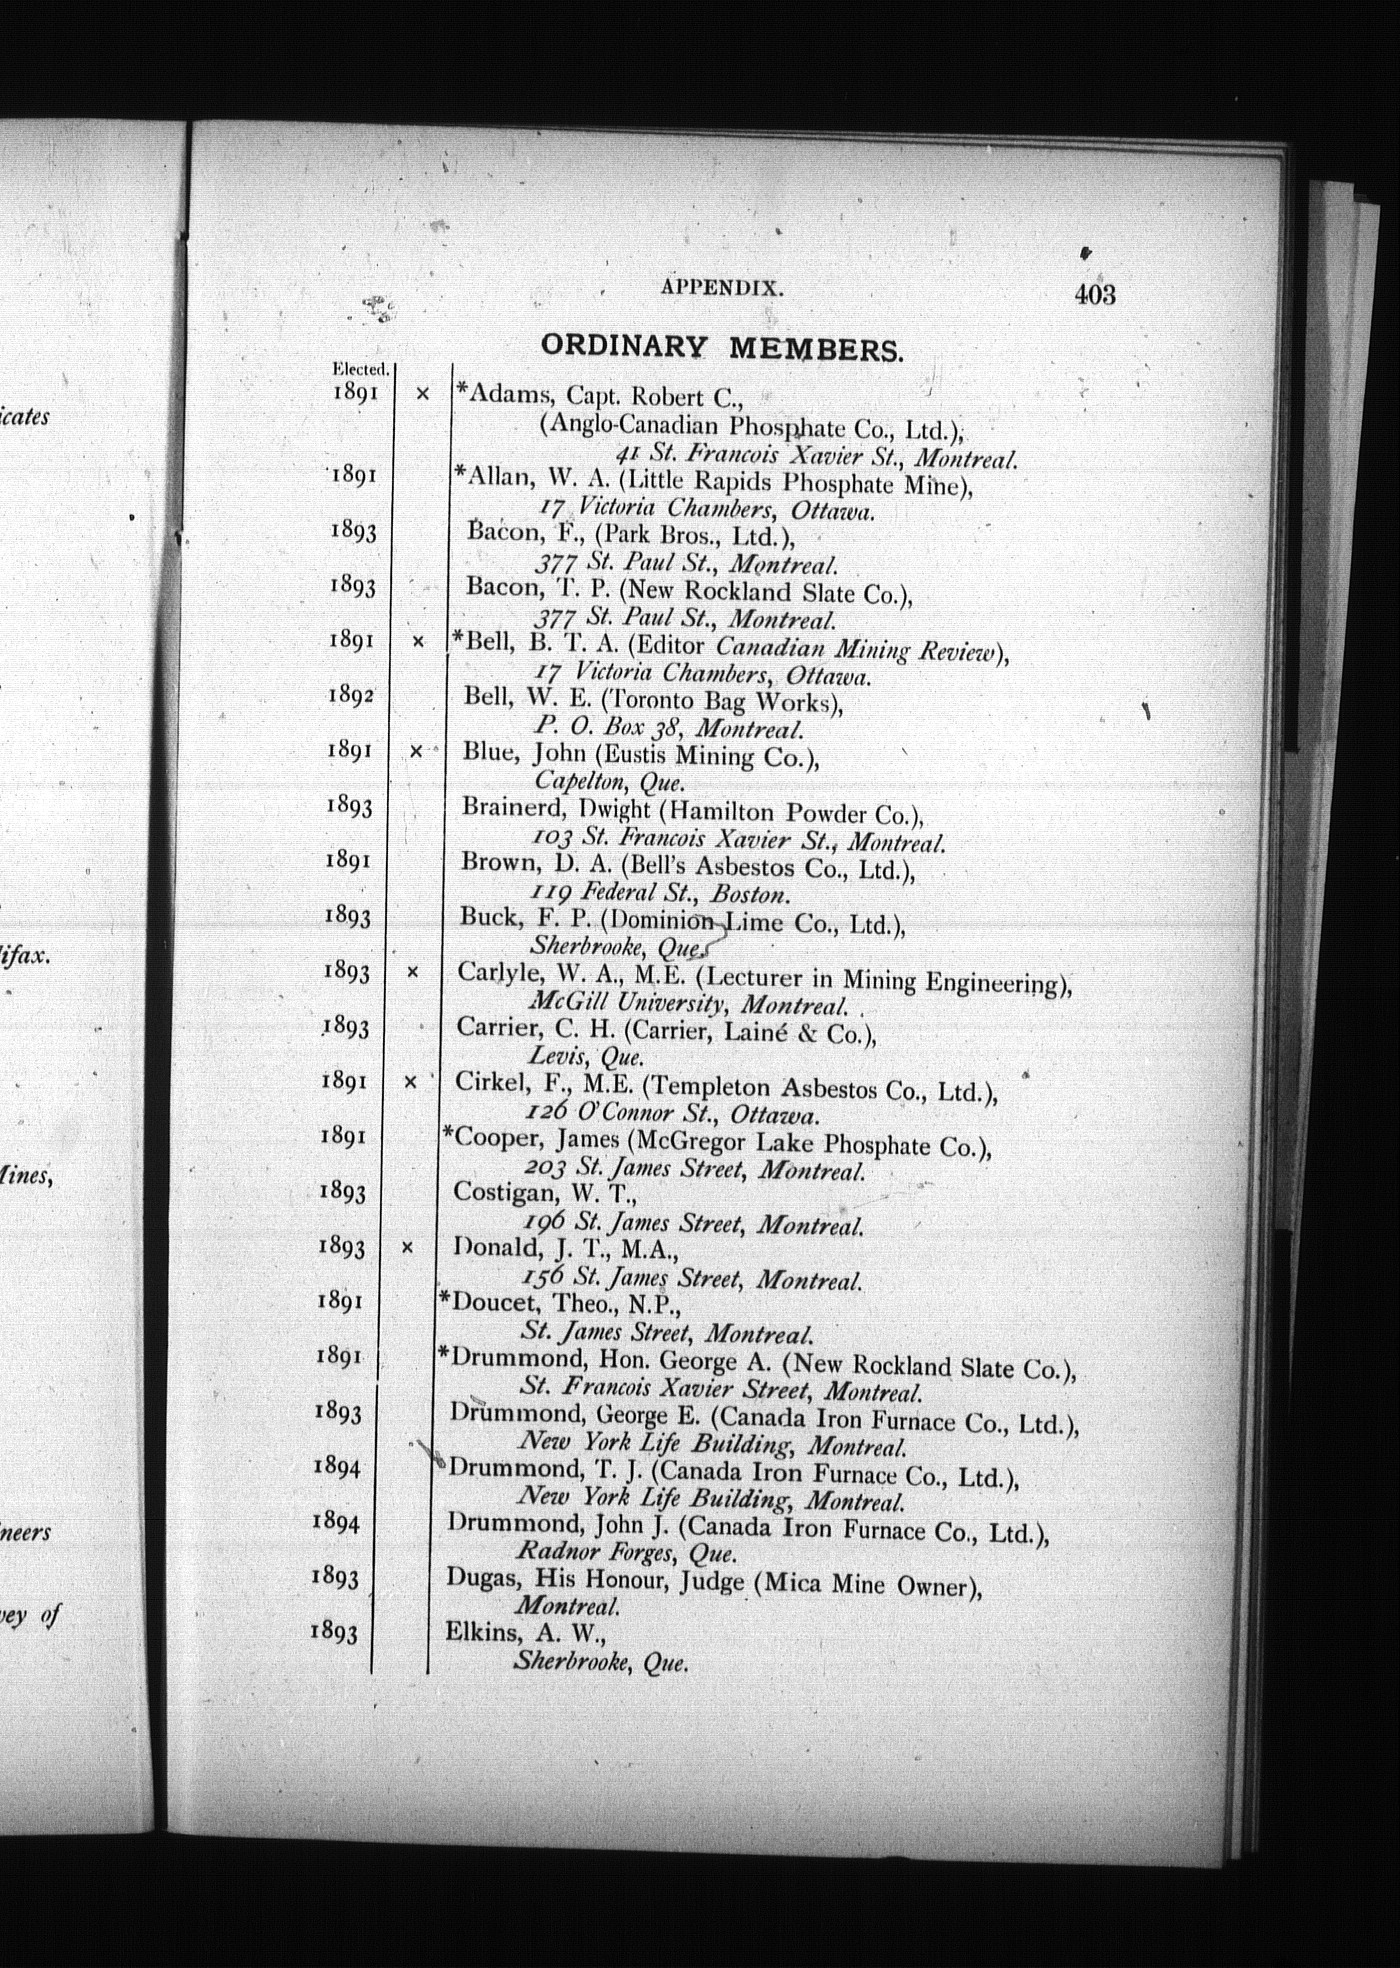 APPENDIX.
403
ORDINARY MEMBERS.
Elected.
1891 × *Adams, Capt. Robert C.,
(Anglo-Canadian Phosphate Co., Ltd.),
41 St. Francois Xavier St., Montreal.
1891 *Allan, W. A. (Little Rapids Phosphate Mine),
17 Victoria Chambers, Ottawa.
1893 Bacon, F., (Park Bros., Ltd.),
377 St. Paul St., Montreal.
1893 Bacon, T. P. (New Rockland Slate Co.),
377 St. Paul St., Montreal.
1891 × *Bell, B. T. A. (Editor Canadian Mining Review),
17 Victoria Chambers, Ottawa.
1892 Bell, W. E. (Toronto Bag Works),
P. O. Box 38, Montreal.
1891 × Blue, John (Eustis Mining Co.),
Capelton, Que.
1893 Brainerd, Dwight (Hamilton Powder Co.),
103 St. Francois Xavier St., Montreal.
1891 Brown, D. A. (Bell's Asbestos Co., Ltd.),
119 Federal St., Boston.
1893 Buck, F. P. (Dominion Lime Co., Ltd.),
Sherbrooke, Que.
1893 × Carlyle, W. A., M.E. (Lecturer in Mining Engineering),
McGill University, Montreal.
1893 Carrier, C. H. (Carrier, Lainé & Co.),
Levis, Que.
1891 × Cirkel, F., M.E. (Templeton Asbestos Co., Ltd.),
126 O'Connor St., Ottawa.
1891 *Cooper, James (McGregor Lake Phosphate Co.),
203 St. James Street, Montreal.
1893 Costigan, W. T.,
196 St. James Street, Montreal.
1893 × Donald, J. T., M.A.,
156 St. James Street, Montreal.
1891 *Doucet, Theo., N.P.,
St. James Street, Montreal.
1891 *Drummond, Hon. George A. (New Rockland Slate Co.),
St. Francois Xavier Street, Montreal.
1893 Drummond, George E. (Canada Iron Furnace Co., Ltd.),
New York Life Building, Montreal.
1894 Drummond, T. J. (Canada Iron Furnace Co., Ltd.),
New York Life Building, Montreal.
1894 Drummond, John J. (Canada Iron Furnace Co., Ltd.),
Radnor Forges, Que.
1893 Dugas, His Honour, Judge (Mica Mine Owner),
Montreal.
1893 Elkins, A. W.,
Sherbrooke, Que.